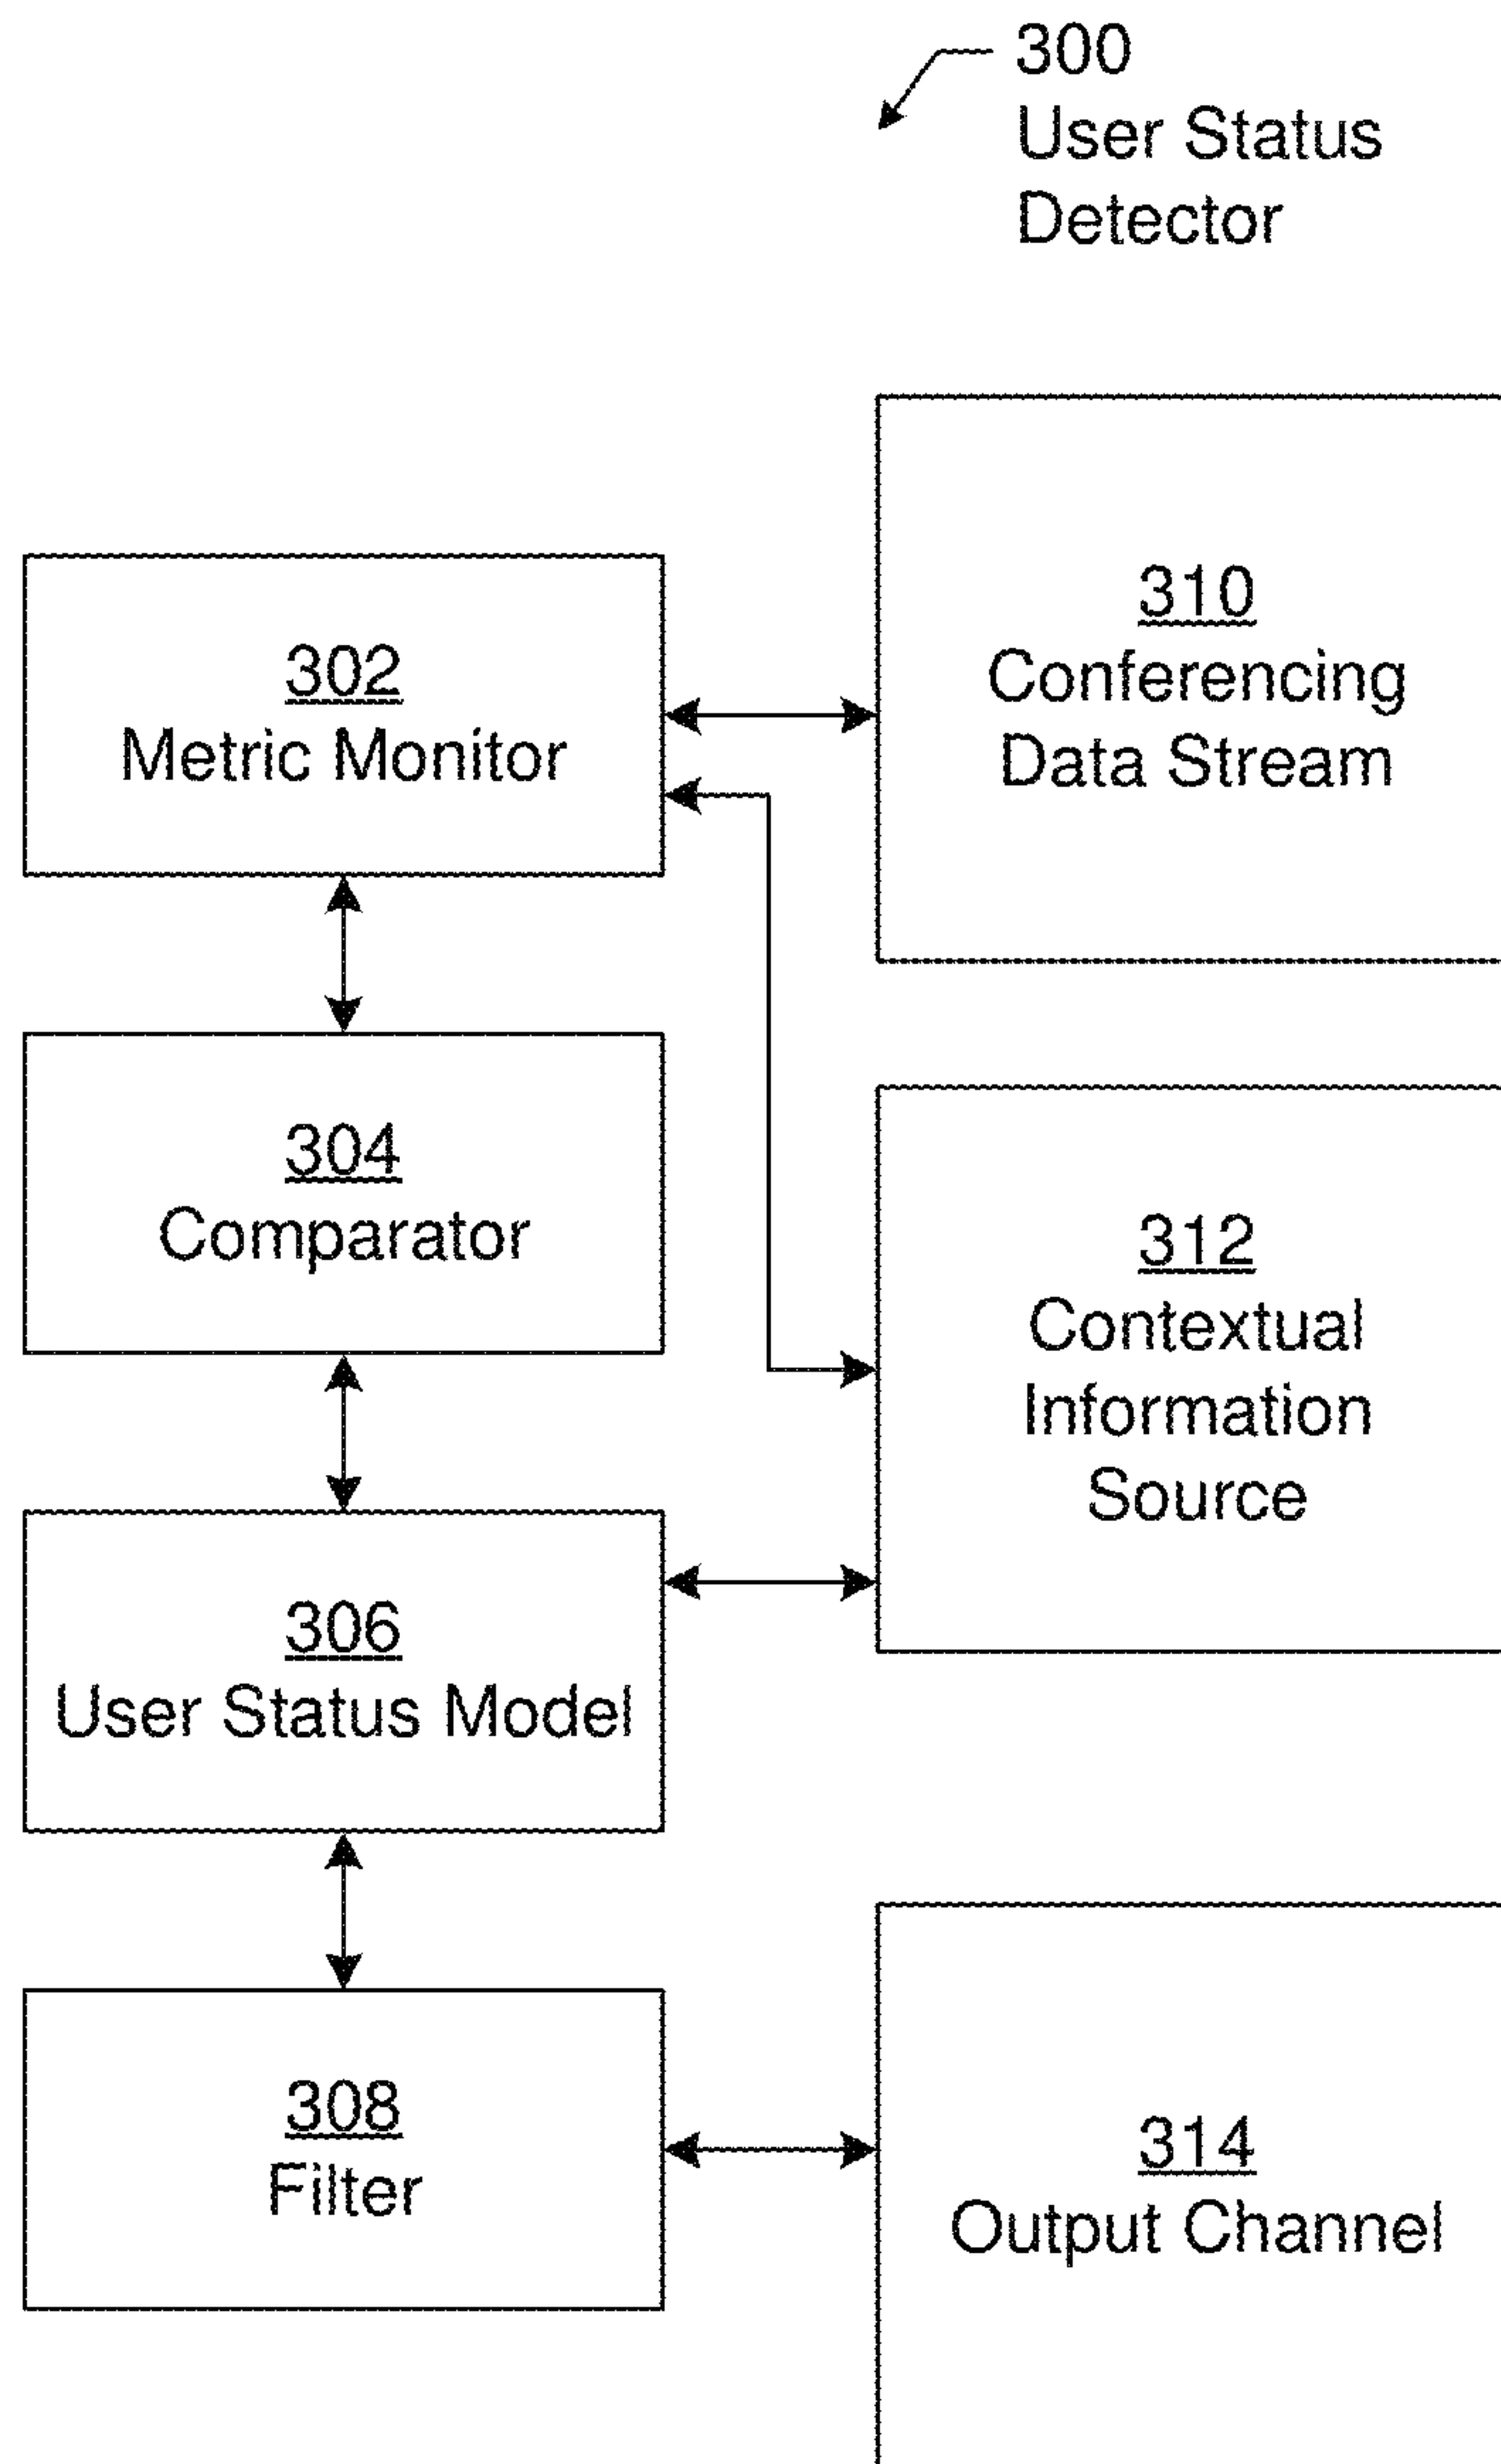 300
User Status
Detector
302
Metric Monitor
310
Conferencing
Data Stream
304
Comparator
312
Contextual
Information
Source
306
User Status Model
308
Filter
314
Output Channel